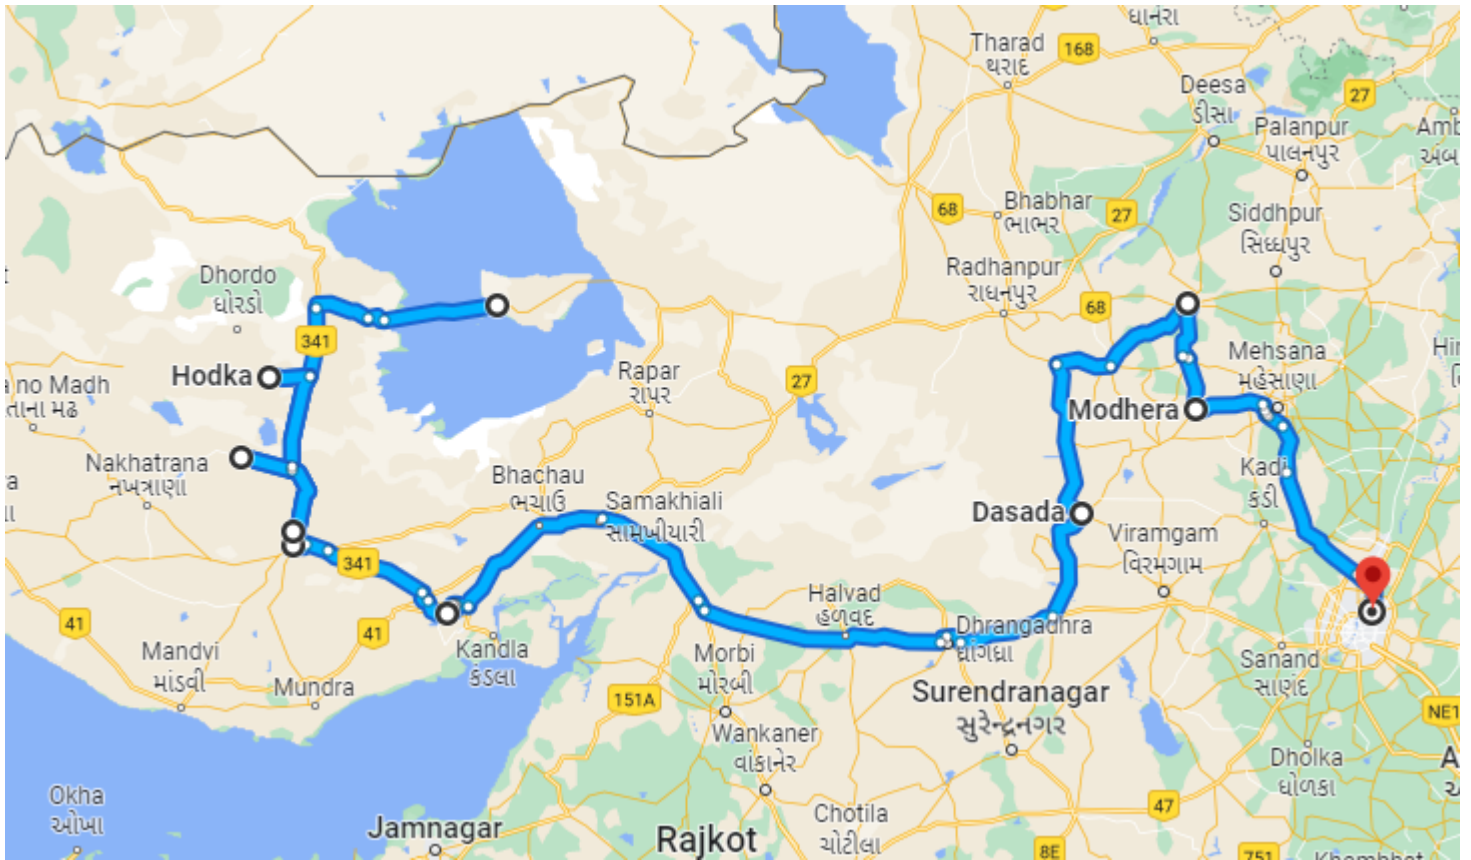 ધાનેરા
Tharad
થરાદ
168
Deesa
ડીસા
27
Palanpur
પાલનપુર
Amb
અંબ
68
Bhabhar
ભાભર
27
Siddhpur
સિધ્ધપુર
Dhordo
ધોરડો
Radhanpur
રાધનપુર
68
341
Hodka
Mehsana
મહેસાણા
Rapar
રાપર
27
a no Madh
તાના મઢ
Modhera
Nakhatrana
નખત્રાણા
Bhachau
ભચાઉ
Samakhiali
સામખીયારી
Kadi
કડી
Dasada
Viramgam
વિરમગામ
341
Halvad
હળવદ
41
41
Kandla
કંડલા
Dhrangadhra
ધ્રાંગધ્રા
Mandvi
માંડવી
Mundra
Morbi
મોરબી
Sanand
સાણંદ
151A
Surendranagar
સુરેન્દ્રનગર
NE1
Wankaner
વાંકાનેર
Dholka
ધોળકા
Okha
ઓખા
Chotila
ચોટીલા
47
Jamnagar
Rajkot
8E
751